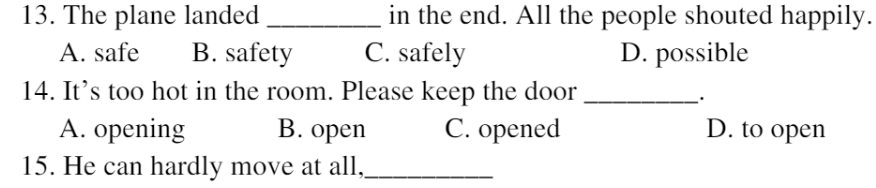 13. The plane landed ________ in the end. All the people shouted happily.
A. safe B. safety C. safely D. possible
14. It’s too hot in the room. Please keep the door ________.
A. opening B. open C. opened D. to open
15. He can hardly move at all,_________